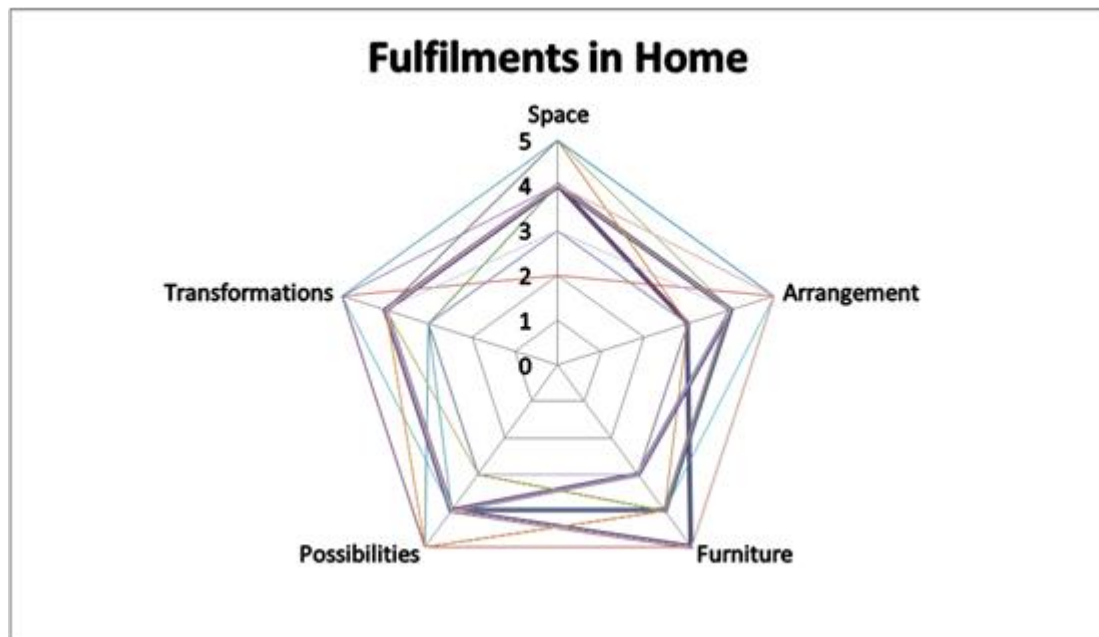 Fulfilments in Home
Space
5
4
3
2
1
0
Transformations
Arrangement
Possibilities
Furniture